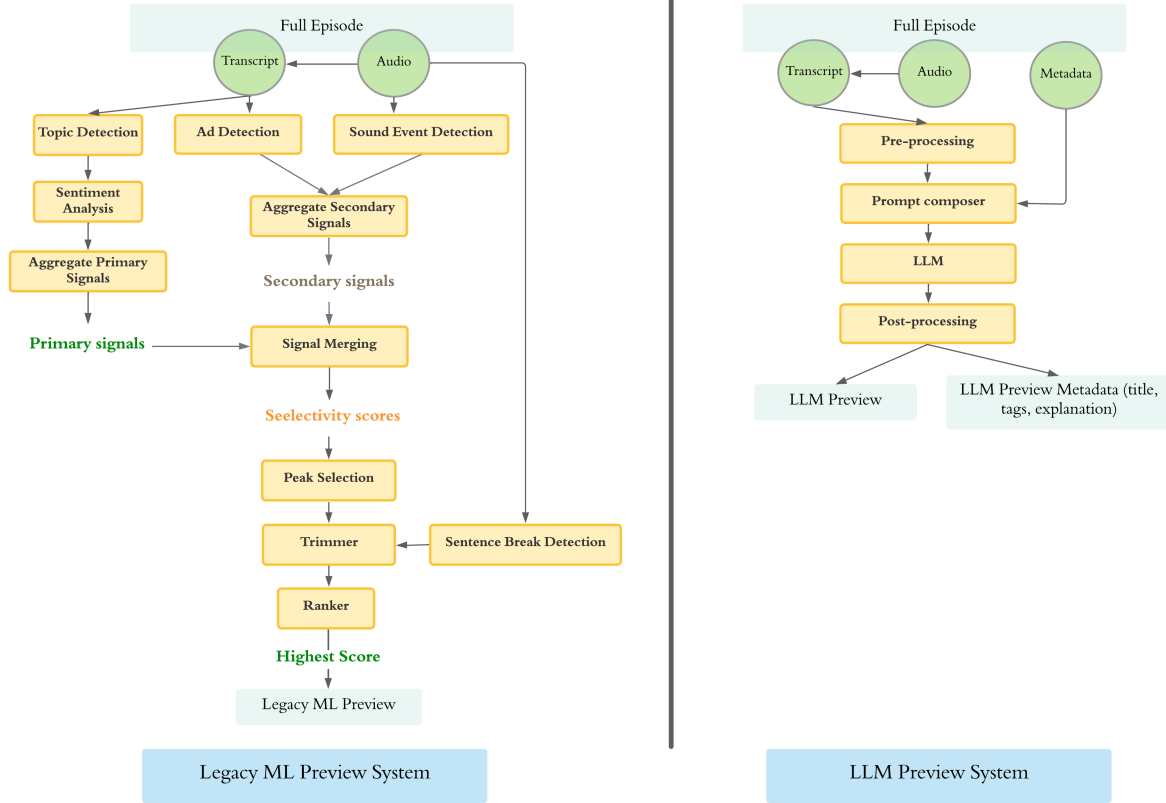 Full Episode
Transcript
Audio
Topic Detection
Ad Detection
Sound Event Detection
Sentiment
Analysis
Aggregate Secondary
Signals
Aggregate Primary
Signals
Secondary signals
Primary signals
Signal Merging
Seelectivity scores
Peak Selection
Trimmer
Sentence Break Detection
Ranker
Highest Score
Legacy ML Preview
Legacy ML Preview System
Full Episode
Transcript
Audio
Metadata
Pre-processing
Prompt composer
LLM
Post-processing
LLM Preview
LLM Preview Metadata (title,
tags, explanation)
LLM Preview System